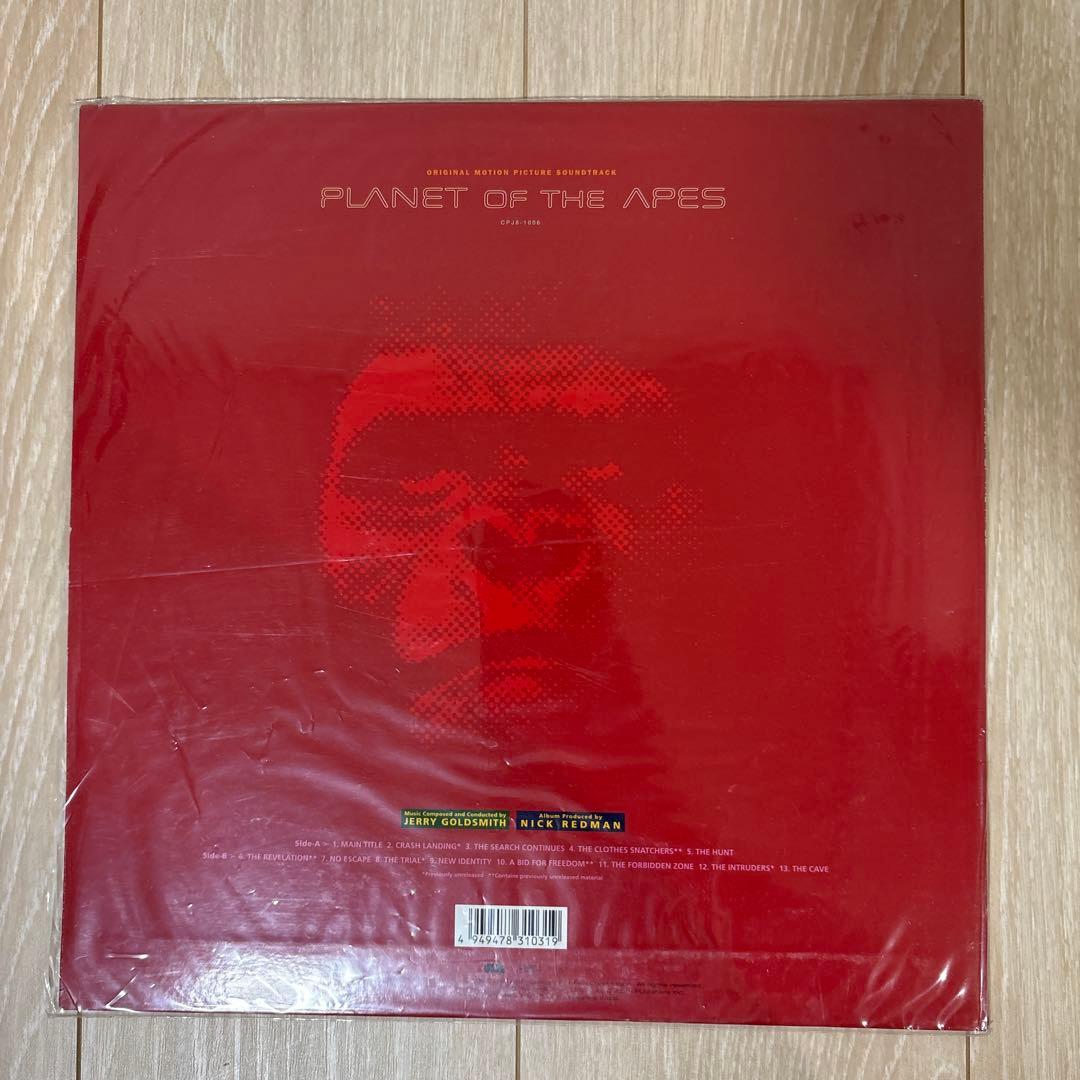 ORIGINAL MOTION PICTURE SOUNDTRACK
PLANET OF THE APES
CPJ8-1006
Music Composed and Conducted by
JERRY GOLDSMITH
Album Produced by
NICK REDMAN
Side-A > 1. MAIN TITLE 2. CRASH LANDING* 3. THE SEARCH CONTINUES 4. THE CLOTHES SNATCHERS** 5. THE HUNT
Side-B > 6. THE REVELATION** 7. NO ESCAPE 8. THE TRIAL* 9. NEW IDENTITY 10. A BID FOR FREEDOM** 11. THE FORBIDDEN ZONE 12. THE INTRUDERS* 13. THE CAVE
*Previously unreleased **Contains previously unreleased material
4 949478 310319
All rights reserved